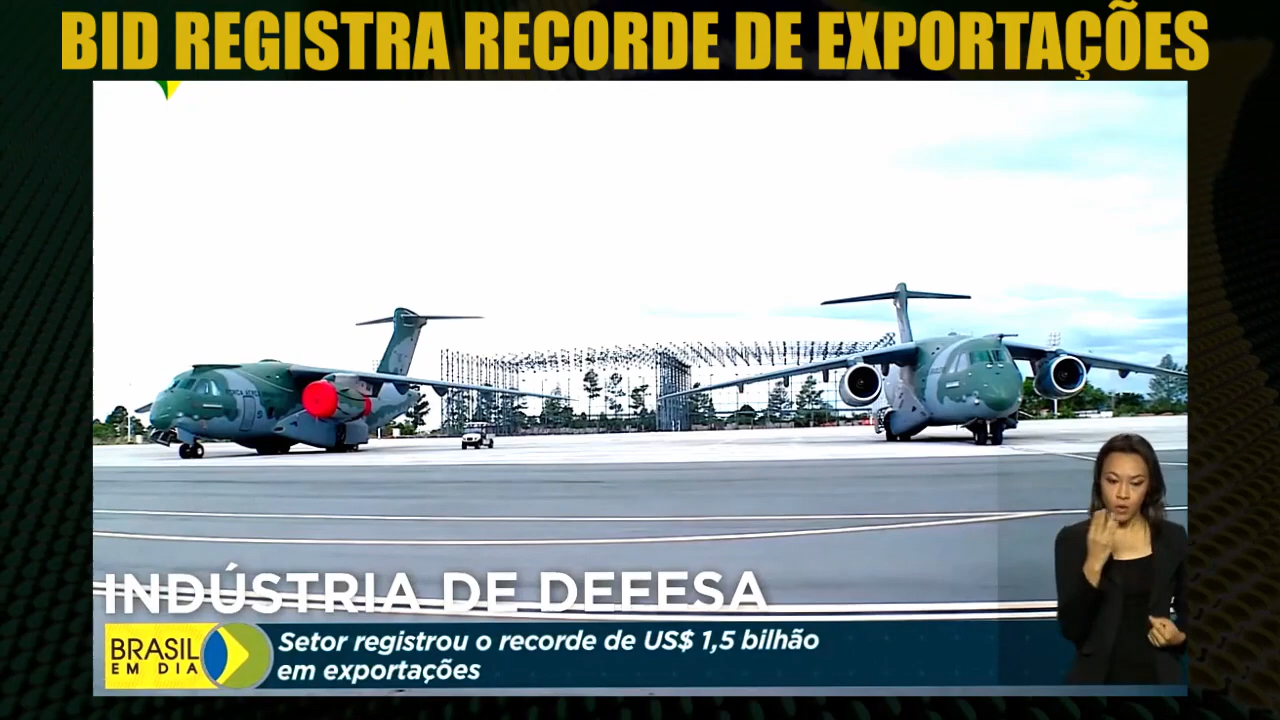 BID REGISTRA RECORDE DE EXPORTAÇÕES
INDÚSTRIA DE DEFESA
BRASIL
EM DIA
Setor registrou o recorde de US$ 1,5 bilhão
em exportações